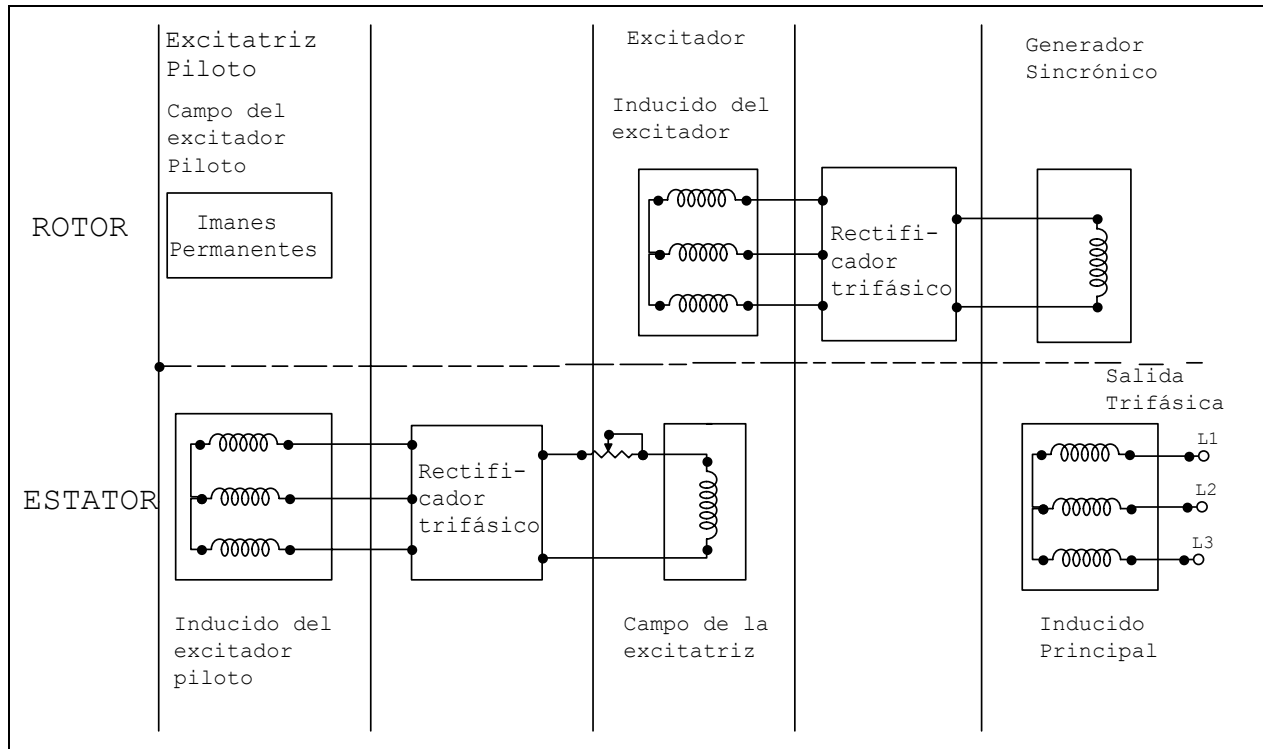 Excitatriz
Piloto
Campo del
excitador
Piloto
Imanes
Permanentes
Excitador
Inducido del
excitador
Rectifi-
cador
trifásico
Generador
Sincrónico
ROTOR
ESTATOR
Rectifi-
cador
trifásico
Inducido del
excitador
piloto
Campo de la
excitatriz
Salida
Trifásica
L1
L2
L3
Inducido
Principal